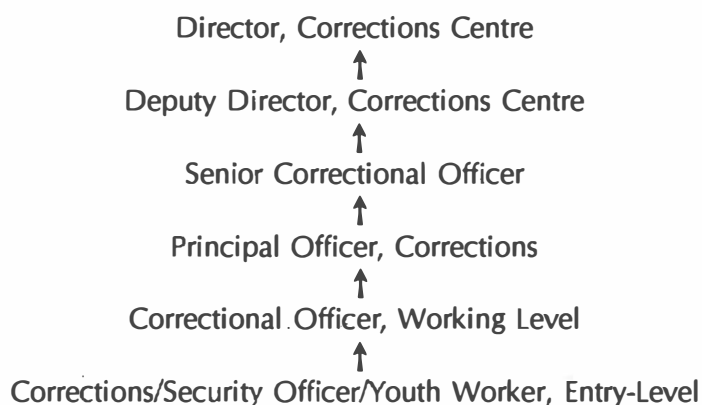 Director, Corrections Centre
Deputy Director, Corrections Centre
Senior Correctional Officer
Principal Officer, Corrections
Correctional Officer, Working Level
Corrections/Security Officer/Youth Worker, Entry-Level